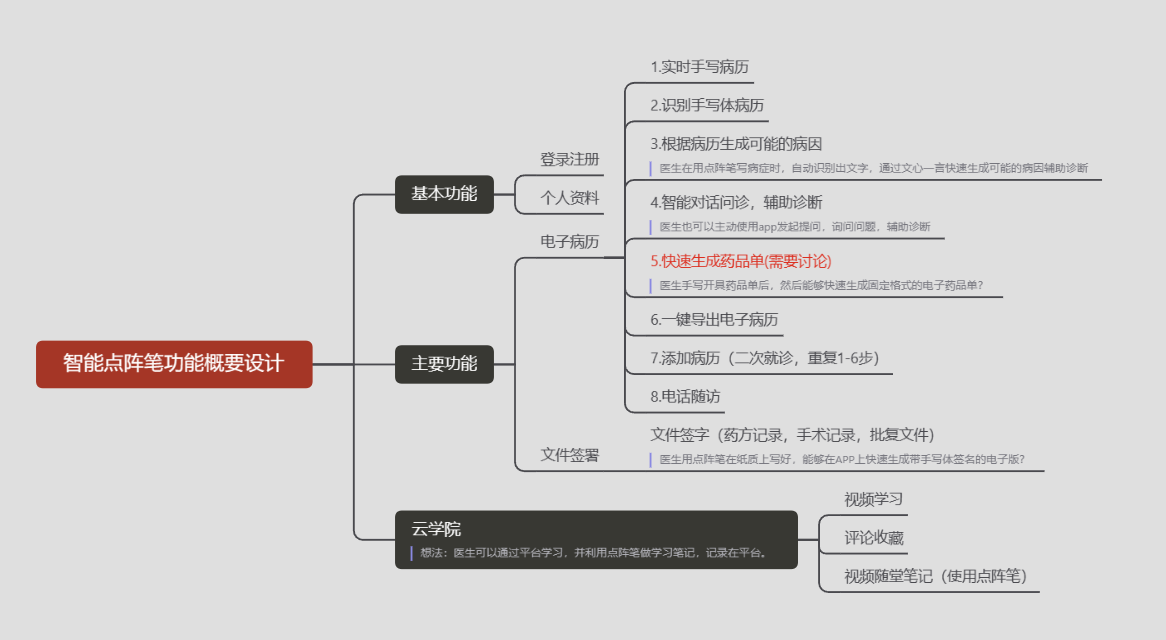 智能点阵笔功能概要设计
基本功能
登录注册
个人资料
主要功能
电子病历
1.实时手写病历
2.识别手写体病历
3.根据病历生成可能的病因
医生在用点阵笔写病症时，自动识别出文字，通过文心一言快速生成可能的病因辅助诊断
4.智能对话问诊，辅助诊断
医生也可以主动使用app发起提问，询问问题，辅助诊断
5.快速生成药品单(需要讨论)
医生手写开具药品单后，然后能够快速生成固定格式的电子药品单?
6.一键导出电子病历
7.添加病历（二次就诊，重复1-6步）
8.电话随访
文件签署
文件签字（药方记录，手术记录，批复文件）
医生用点阵笔在纸质上写好，能够在APP上快速生成带手写体签名的电子版?
云学院
想法：医生可以通过平台学习，并利用点阵笔做学习笔记，记录在平台。
视频学习
评论收藏
视频随堂笔记（使用点阵笔）